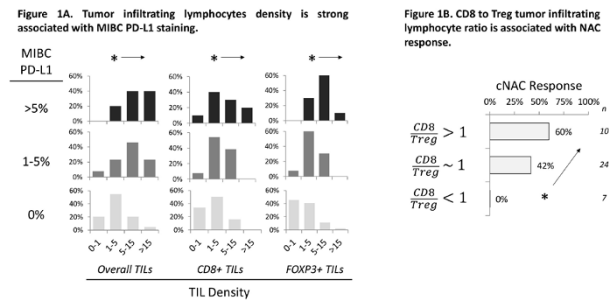 Figure 1A. Tumor infiltrating lymphocytes density is strong
associated with MIBC PD-L1 staining.
MIBC
PD-L1
* * *
>5%
60% 60% 60%
40% 40% 40%
20% 20% 20%
0% 0% 0%
1-5%
60% 60% 60%
40% 40% 40%
20% 20% 20%
0% 0% 0%
0%
60% 60% 60%
40% 40% 40%
20% 20% 20%
0% 0% 0%
0-1 1-5 5-15 >15 0-1 1-5 5-15 >15 0-1 1-5 5-15 >15
Overall TILs CD8+ TILs FOXP3+ TILs
TIL Density
Figure 1B. CD8 to Treg tumor infiltrating
lymphocyte ratio is associated with NAC
response.
cNAC Response
0% 25% 50% 75% 100% n
CD8/Treg > 1 60% 10
CD8/Treg ~ 1 42% 24
CD8/Treg < 1 0% * 7